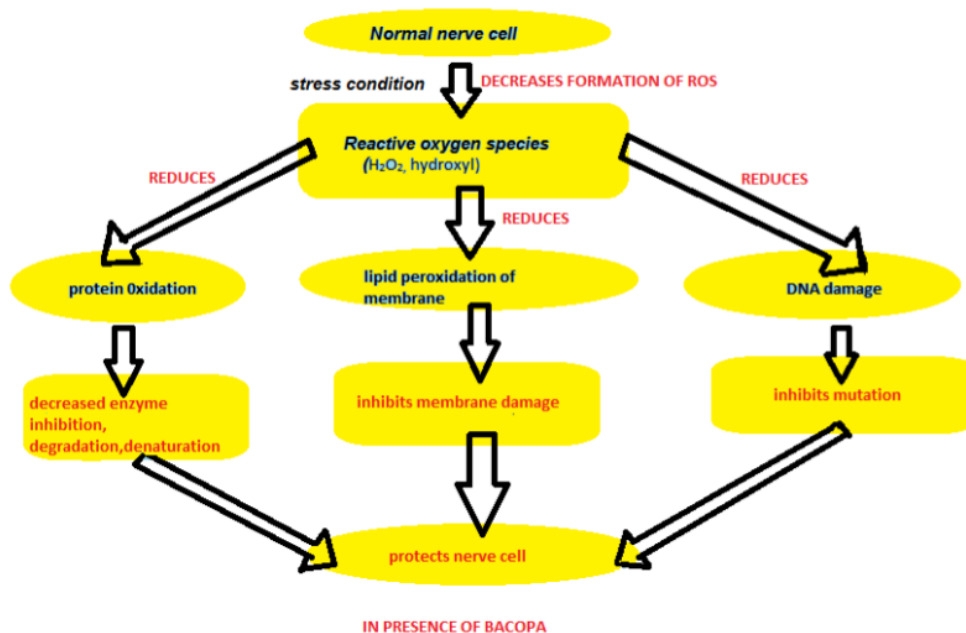 Normal nerve cell
stress condition
DECREASES FORMATION OF ROS
Reactive oxygen species
(H₂O₂, hydroxyl)
REDUCES
REDUCES
REDUCES
protein 0xidation
lipid peroxidation of
membrane
DNA damage
decreased enzyme
inhibition,
degradation,denaturation
inhibits membrane damage
inhibits mutation
protects nerve cell
IN PRESENCE OF BACOPA